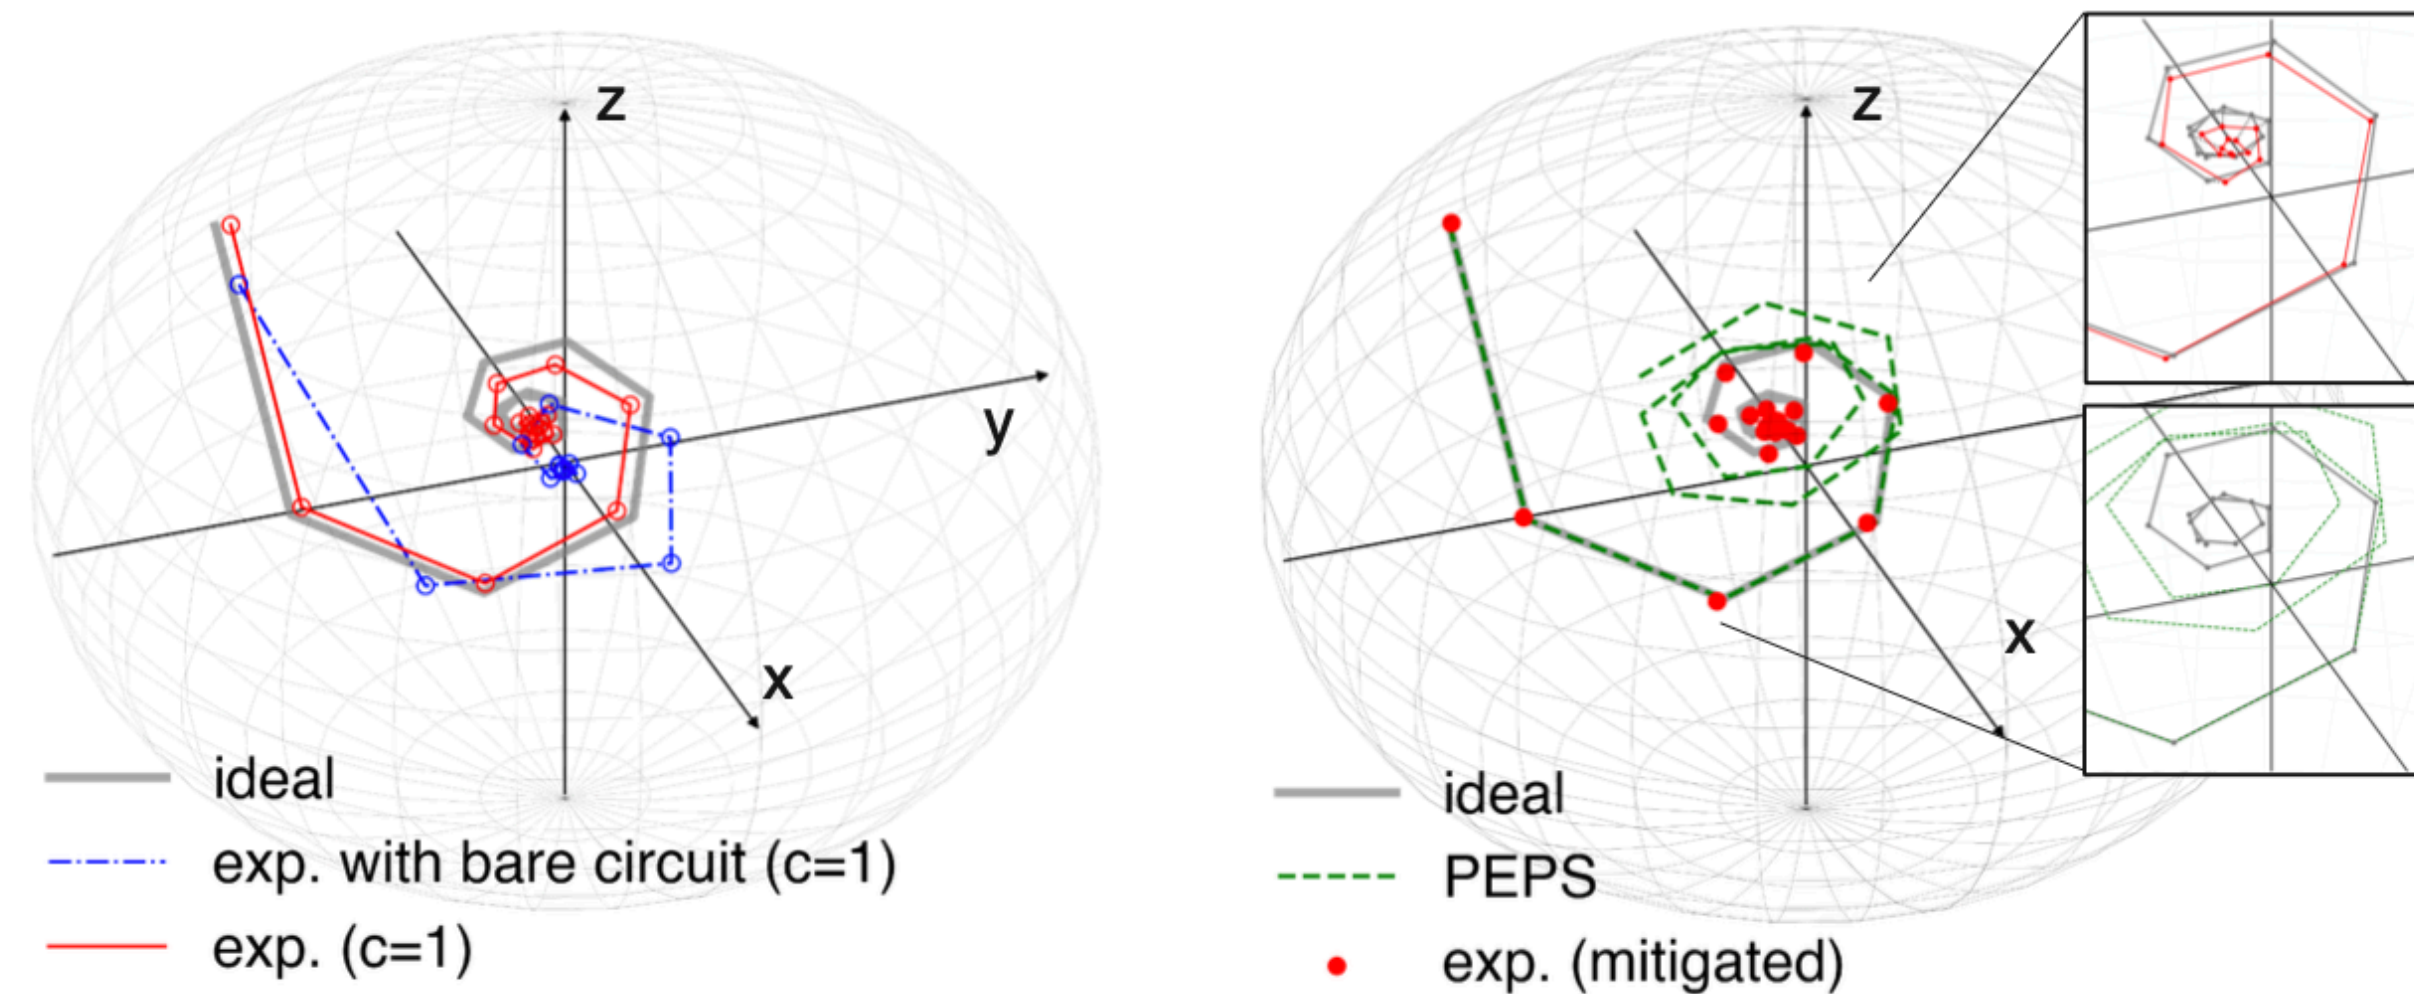 z
y
x
ideal
exp. with bare circuit (c=1)
exp. (c=1)
z
x
ideal
PEPS
exp. (mitigated)